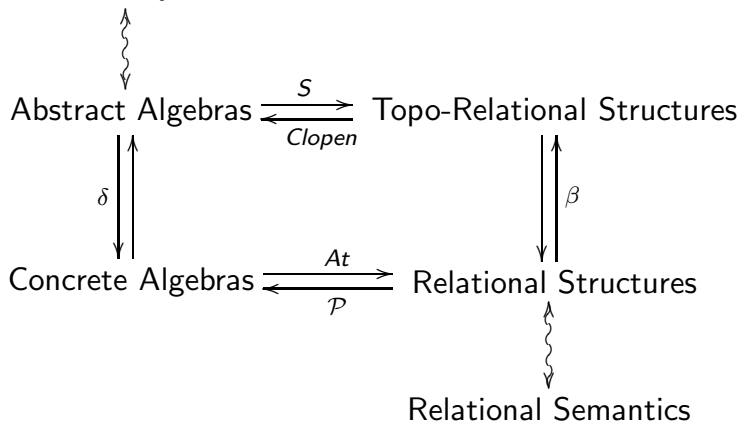 S
Abstract Algebras Topo-Relational Structures
Clopen
δ β
At
Concrete Algebras Relational Structures
𝒫
Relational Semantics